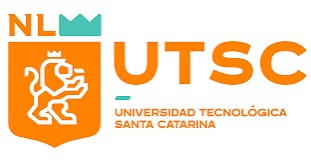 NL
UTSC
UNIVERSIDAD TECNOLÓGICA
SANTA CATARINA